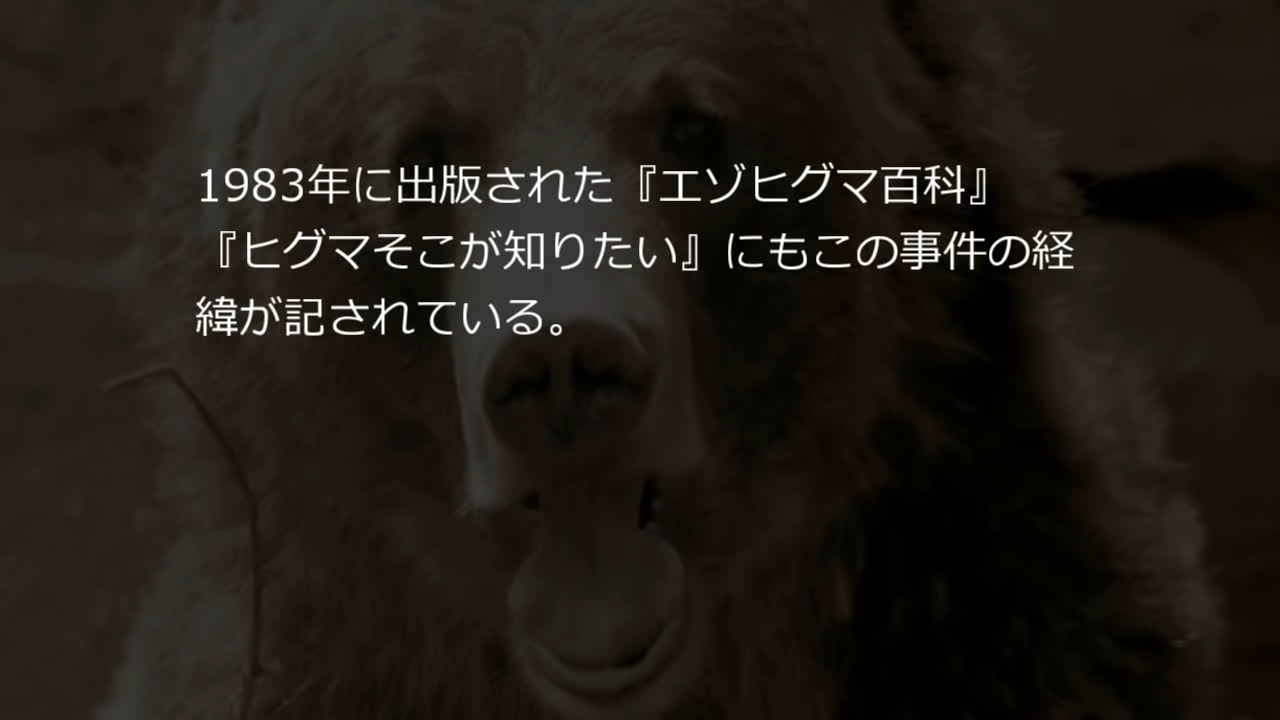 1983年に出版された『エゾヒグマ百科』
『ヒグマそこが知りたい』にもこの事件の経
緯が記されている。